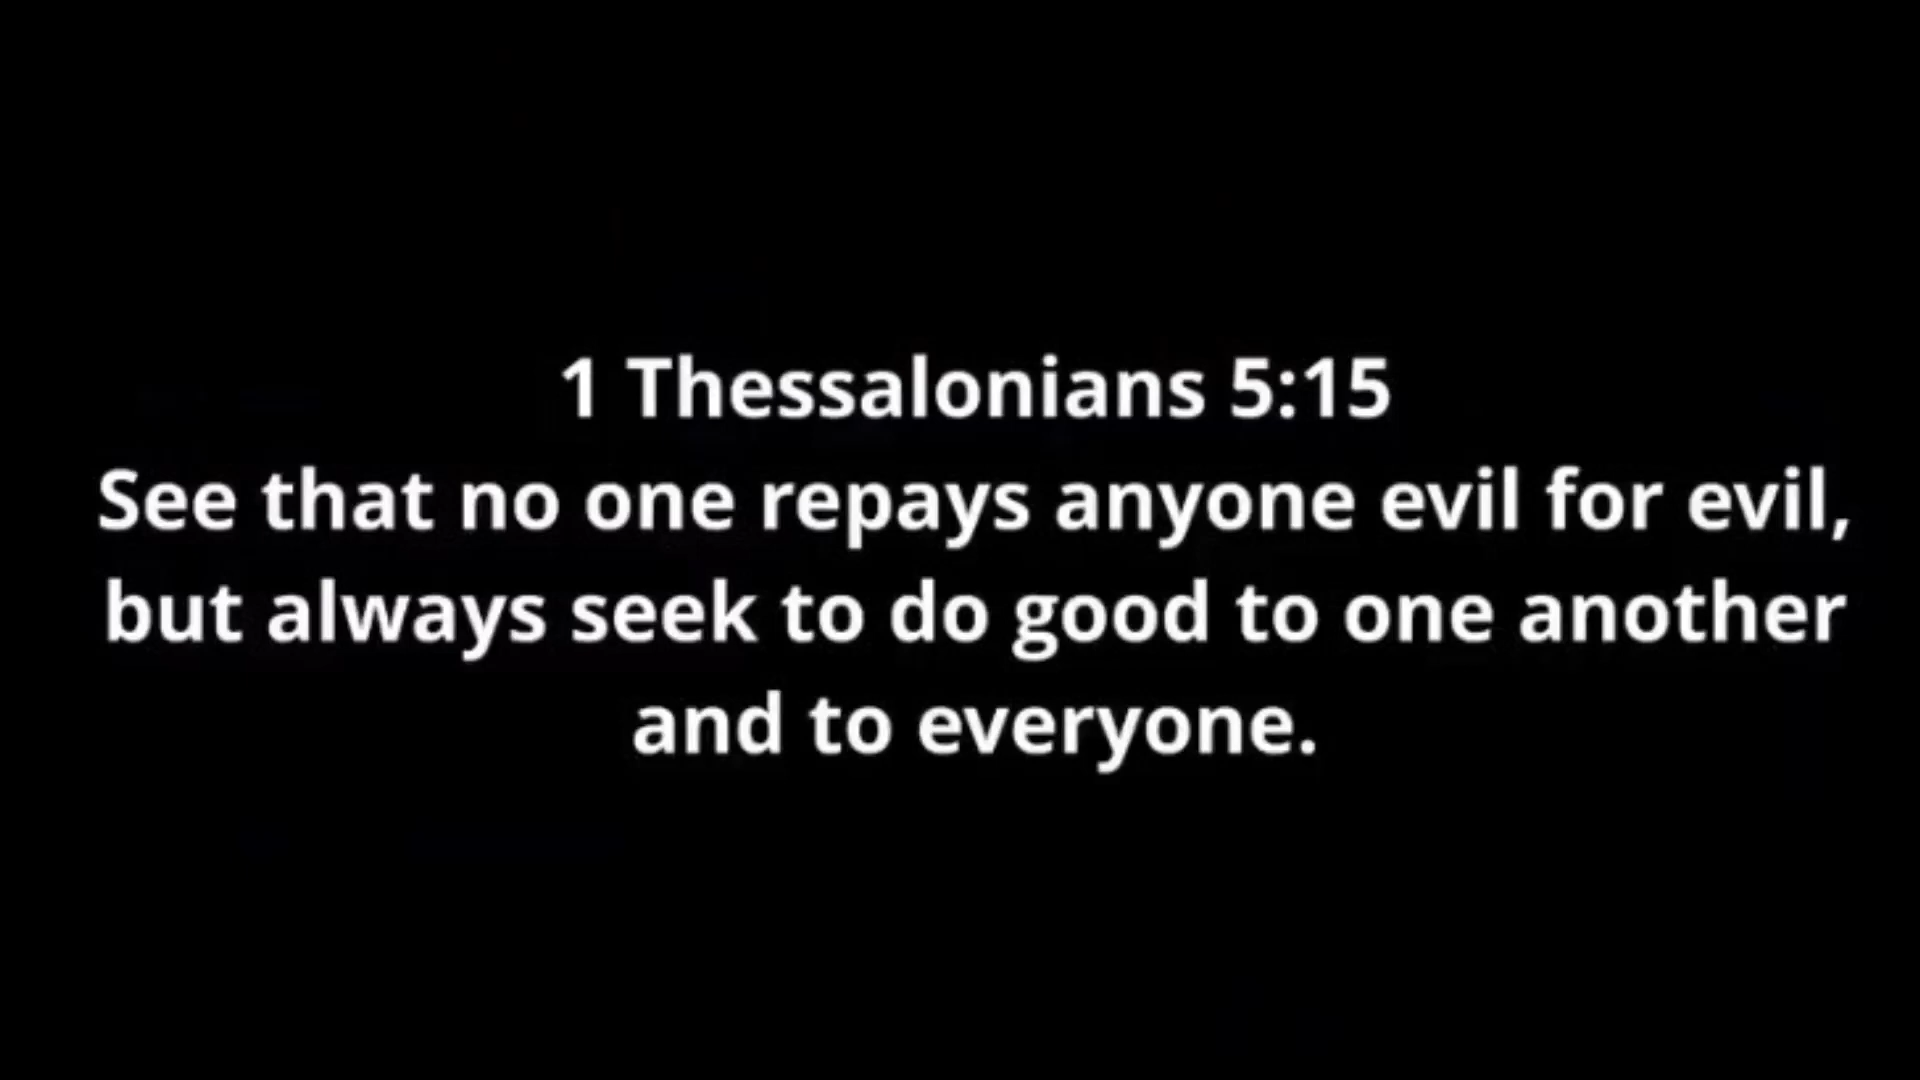 1 Thessalonians 5:15
See that no one repays anyone evil for evil,
but always seek to do good to one another
and to everyone.